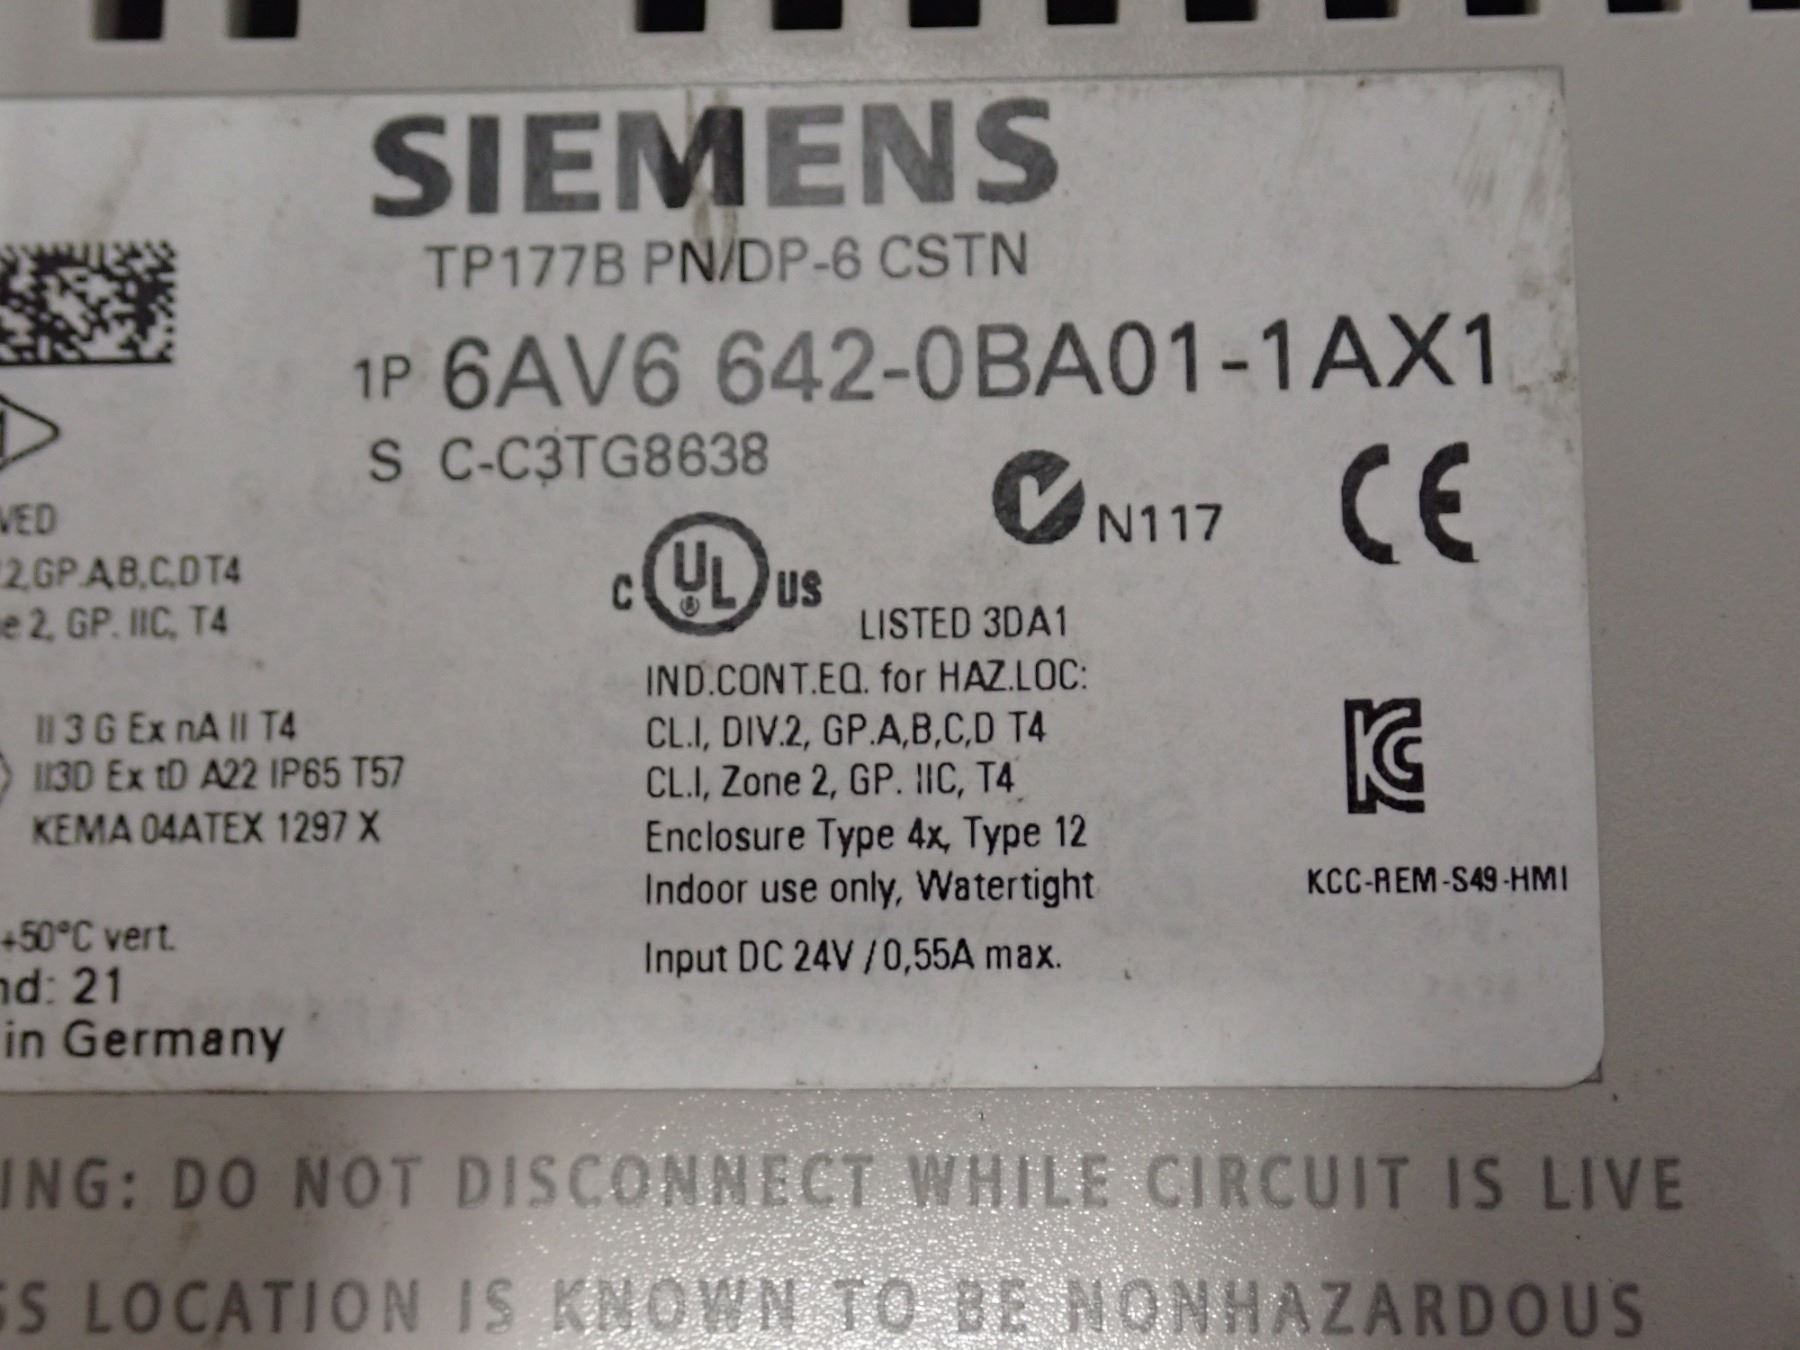 SIEMENS
TP177B PN/DP-6 CSTN
1P 6AV6 642-0BA01-1AX1
S C-C3TG8638
N117
CE
C UL US
®
LISTED 3DA1
IND.CONT.EQ. for HAZ.LOC:
CL.I, DIV.2, GP.A,B,C,D T4
CL.I, Zone 2, GP. IIC, T4
Enclosure Type 4x, Type 12
Indoor use only, Watertight
Input DC 24V / 0,55A max.
KCC-REM-S49-HMI
VED
2,GP.A,B,C,D T4
e 2, GP. IIC, T4
II 3 G Ex nA II T4
II3D Ex tD A22 IP65 T57
KEMA 04ATEX 1297 X
+50°C vert.
nd: 21
in Germany
ING: DO NOT DISCONNECT WHILE CIRCUIT IS LIVE
SS LOCATION IS KNOWN TO BE NONHAZARDOUS